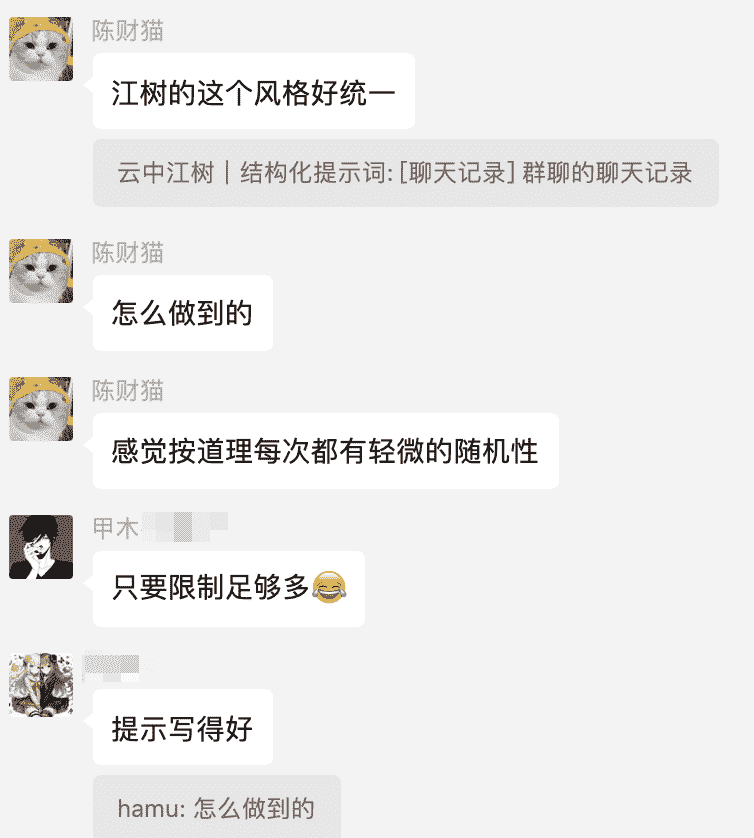 陈财猫
江树的这个风格好统一
云中江树｜结构化提示词: [聊天记录] 群聊的聊天记录
陈财猫
怎么做到的
陈财猫
感觉按道理每次都有轻微的随机性
甲木
只要限制足够多😂
提示写得好
hamu: 怎么做到的